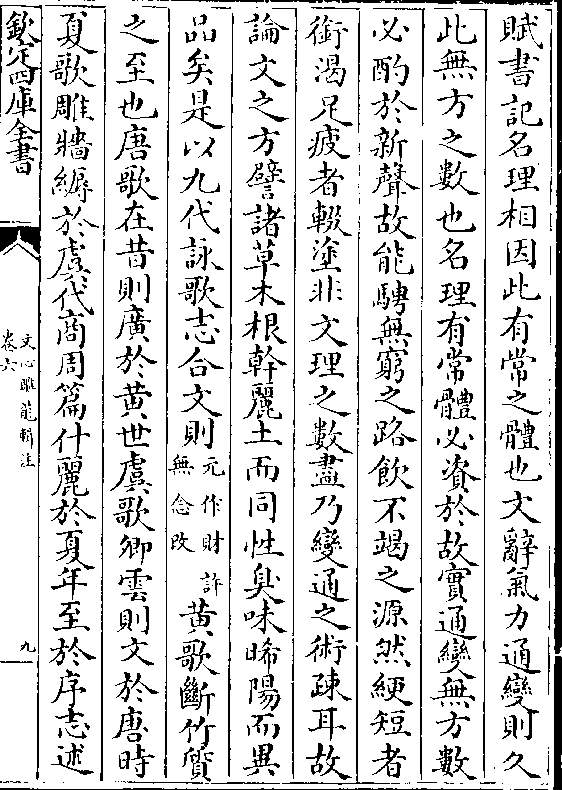 賦書記名理相因此有常之體也文辭氣力通變則久
此無方之數也名理有常體必資於故實通變無方數
必酌於新聲故能騁無窮之路飲不竭之源然綆短者
銜渴足疲者輟塗非文理之數盡乃變通之術疎耳故
論文之方譬諸草木根幹麗土而同性臭味晞陽而異
品矣是以九代詠歌志合文則元作財許無念改黄歌斷竹質
之至也唐歌在昔則廣於黄世虞歌卿雲則文於唐時
夏歌雕牆縟於虞代商周篇什麗於夏年至於序志述
欽定四庫全書
文心雕龍輯注
卷六
九